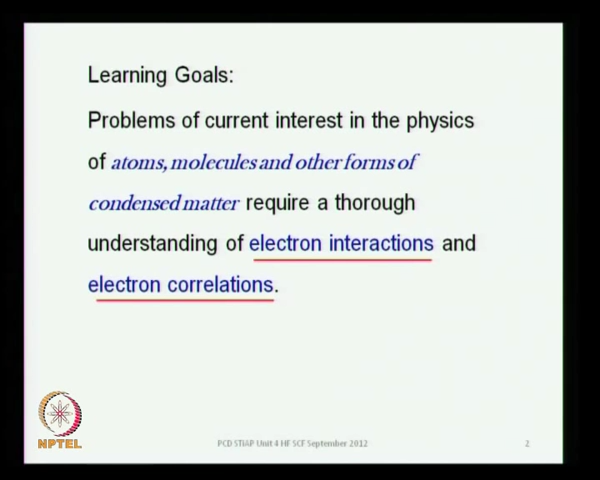 Learning Goals:
Problems of current interest in the physics
of atoms, molecules and other forms of
condensed matter require a thorough
understanding of electron interactions and
electron correlations.
NPTEL
PCD STiAP Unit 4 HF SCF September 2012
2